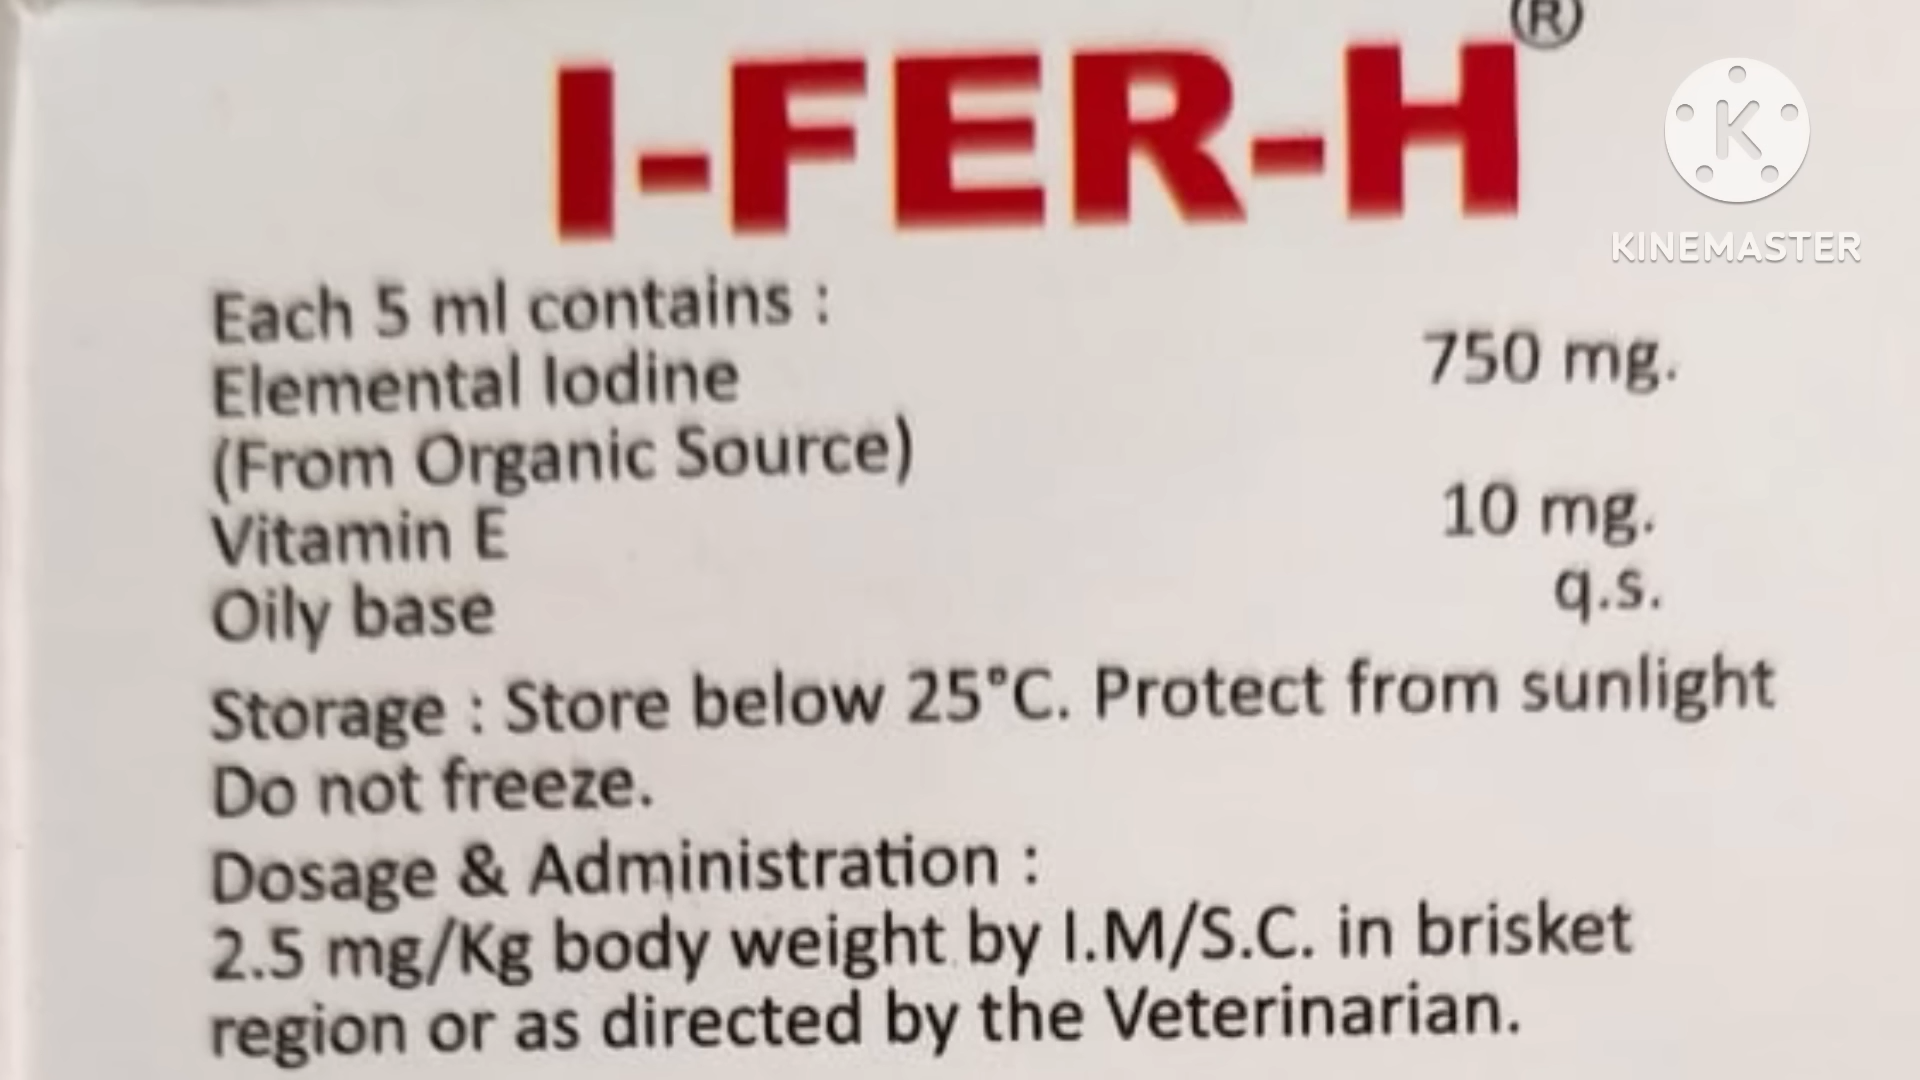 I-FER-H®
KINEMASTER
Each 5 ml contains :
Elemental Iodine 750 mg.
(From Organic Source)
Vitamin E 10 mg.
Oily base q.s.
Storage : Store below 25°C. Protect from sunlight
Do not freeze.
Dosage & Administration :
2.5 mg/Kg body weight by I.M/S.C. in brisket
region or as directed by the Veterinarian.